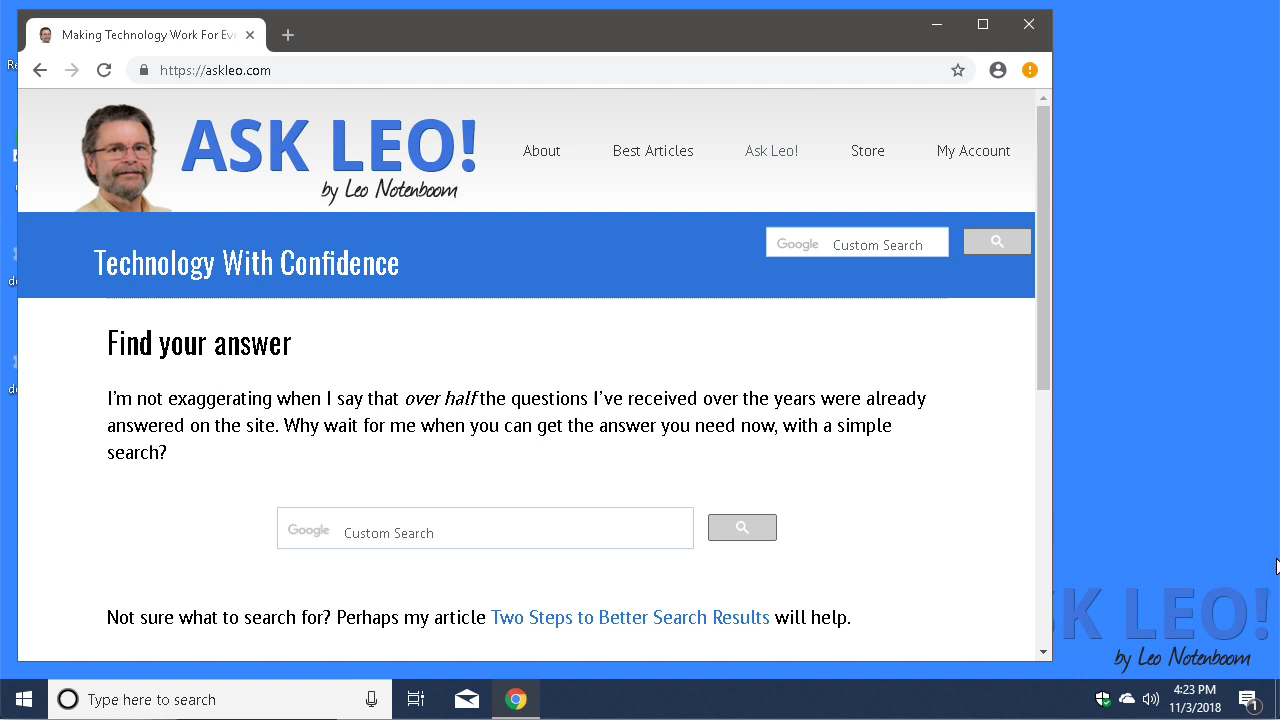 Making Technology Work For Eve
https://askleo.com
ASK LEO!
by Leo Notenboom
About
Best Articles
Ask Leo!
Store
My Account
Google Custom Search
Technology With Confidence
Find your answer
I'm not exaggerating when I say that over half the questions I've received over the years were already
answered on the site. Why wait for me when you can get the answer you need now, with a simple
search?
Google Custom Search
Not sure what to search for? Perhaps my article Two Steps to Better Search Results will help.
SK LEO!
by Leo Notenboom
Type here to search
4:23 PM
11/3/2018
1